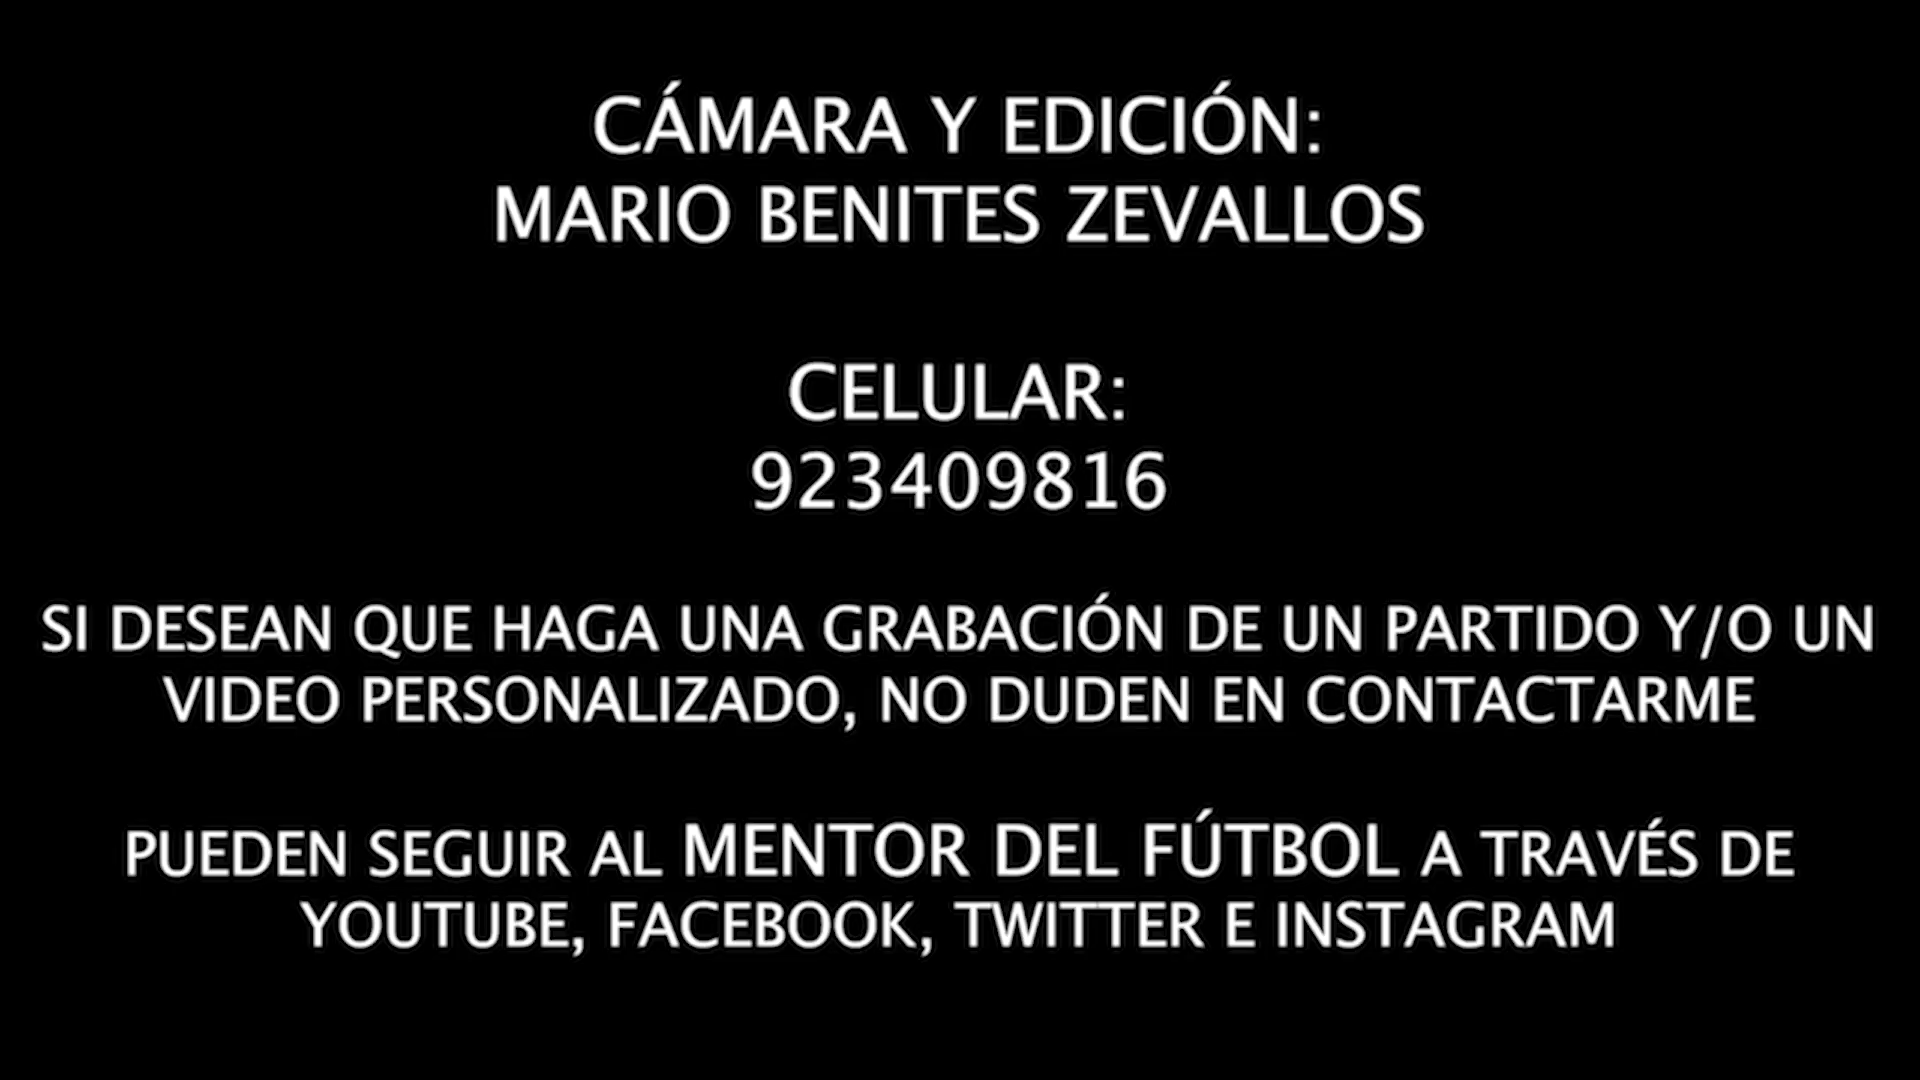 CÁMARA Y EDICIÓN:
MARIO BENITES ZEVALLOS
CELULAR:
923409816
SI DESEAN QUE HAGA UNA GRABACIÓN DE UN PARTIDO Y/O UN
VIDEO PERSONALIZADO, NO DUDEN EN CONTACTARME
PUEDEN SEGUIR AL MENTOR DEL FÚTBOL A TRAVÉS DE
YOUTUBE, FACEBOOK, TWITTER E INSTAGRAM